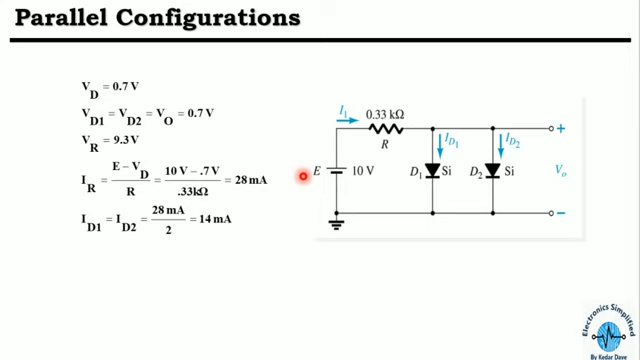 Parallel Configurations
V_D = 0.7 V
V_D1 = V_D2 = V_O = 0.7 V
V_R = 9.3 V
I_R = (E – V_D) / R = (10 V – .7 V) / .33kΩ = 28 mA
I_D1 = I_D2 = 28 mA / 2 = 14 mA
I_1 0.33 kΩ
R
I_D1 I_D2
E 10 V D_1 Si D_2 Si V_o
+
–
Electronics Simplified
By Kedar Dave